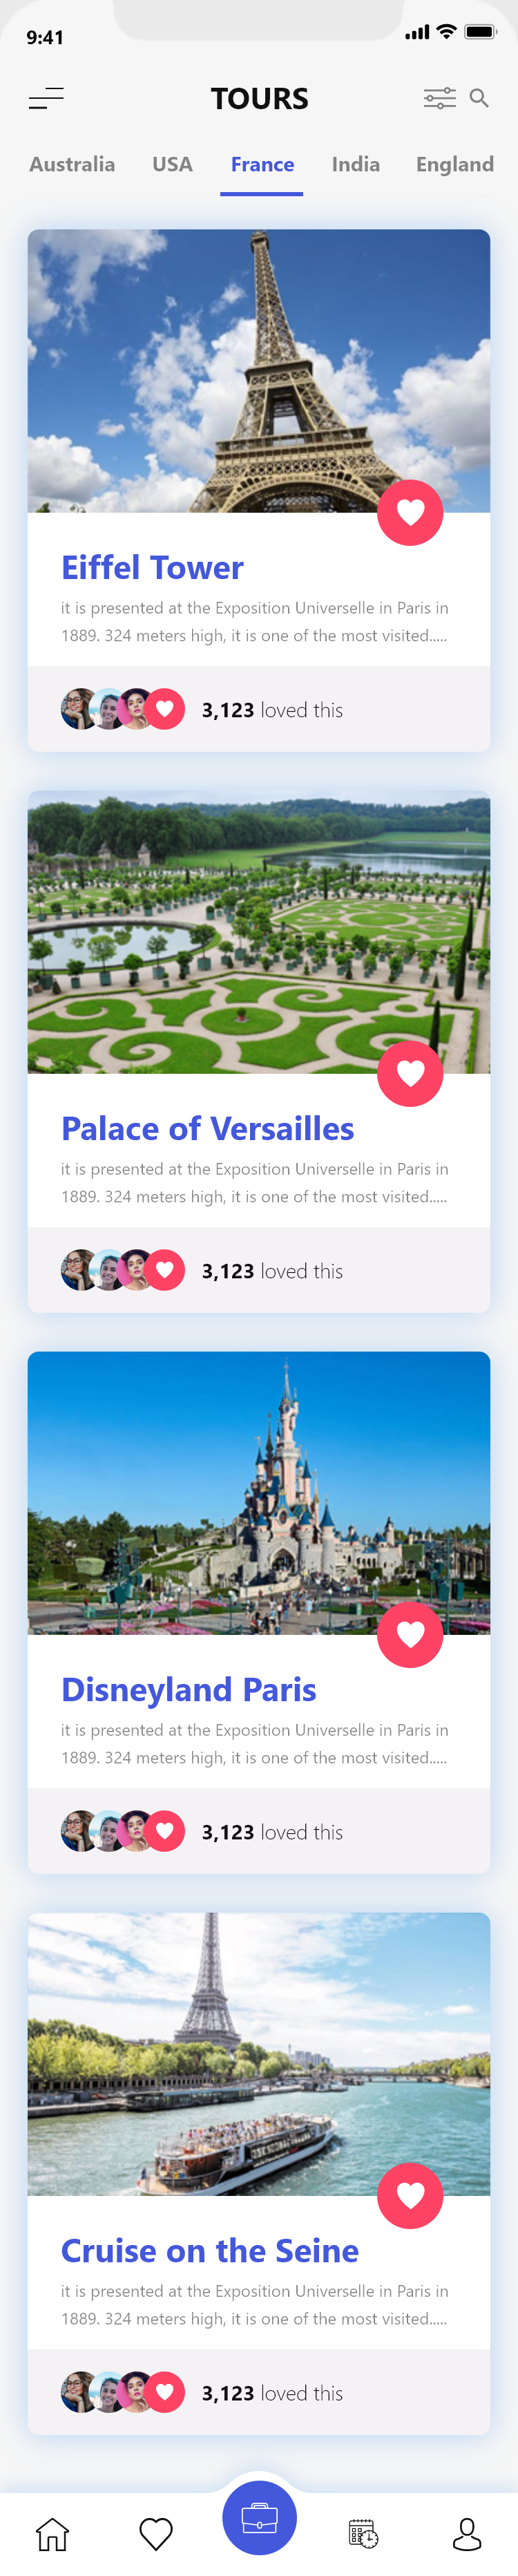 9:41
TOURS
Australia USA France India England
Eiffel Tower
it is presented at the Exposition Universelle in Paris in
1889. 324 meters high, it is one of the most visited.....
3,123 loved this
Palace of Versailles
it is presented at the Exposition Universelle in Paris in
1889. 324 meters high, it is one of the most visited.....
3,123 loved this
Disneyland Paris
it is presented at the Exposition Universelle in Paris in
1889. 324 meters high, it is one of the most visited.....
3,123 loved this
Cruise on the Seine
it is presented at the Exposition Universelle in Paris in
1889. 324 meters high, it is one of the most visited.....
3,123 loved this